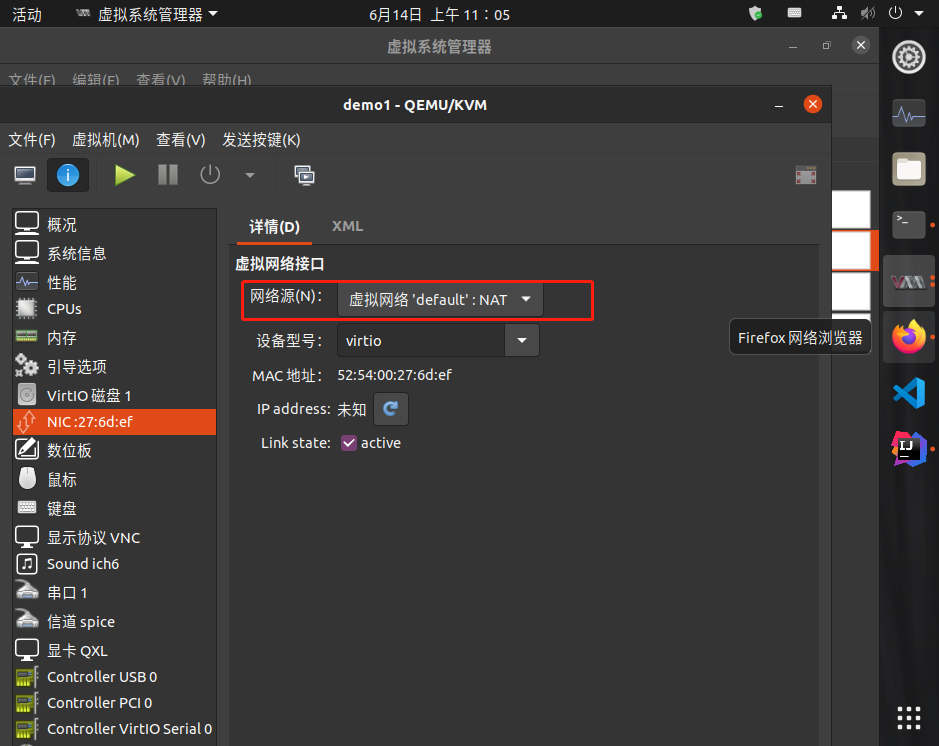 活动 虚拟系统管理器 6月14日 上午 11：05
虚拟系统管理器
文件(F) 编辑(E) 查看(V) 帮助(H)
demo1 - QEMU/KVM
文件(F) 虚拟机(M) 查看(V) 发送按键(K)
概况
系统信息
性能
CPUs
内存
引导选项
VirtIO 磁盘 1
NIC :27:6d:ef
数位板
鼠标
键盘
显示协议 VNC
Sound ich6
串口 1
信道 spice
显卡 QXL
Controller USB 0
Controller PCI 0
Controller VirtIO Serial 0
详情(D) XML
虚拟网络接口
网络源(N)： 虚拟网络 'default' : NAT
设备型号： virtio
MAC 地址： 52:54:00:27:6d:ef
IP address: 未知
Link state: active
Firefox 网络浏览器